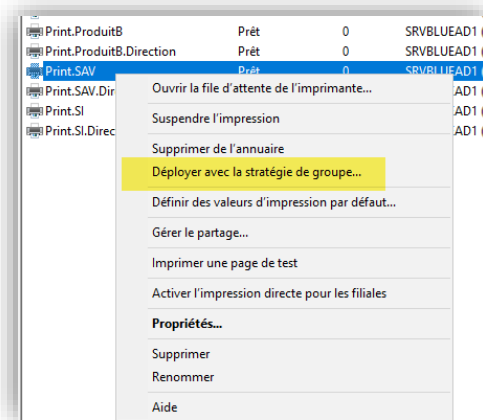 Print.ProduitB Prêt 0 SRVBLUEAD1 (
Print.ProduitB.Direction Prêt 0 SRVBLUEAD1 (
Print.SAV Prêt 0 SRVBLUEAD1 (
Print.SAV.Dir AD1 (
Print.SI AD1 (
Print.SI.Direc AD1 (
Ouvrir la file d'attente de l'imprimante...
Suspendre l'impression
Supprimer de l'annuaire
Déployer avec la stratégie de groupe...
Définir des valeurs d'impression par défaut...
Gérer le partage...
Imprimer une page de test
Activer l'impression directe pour les filiales
Propriétés...
Supprimer
Renommer
Aide